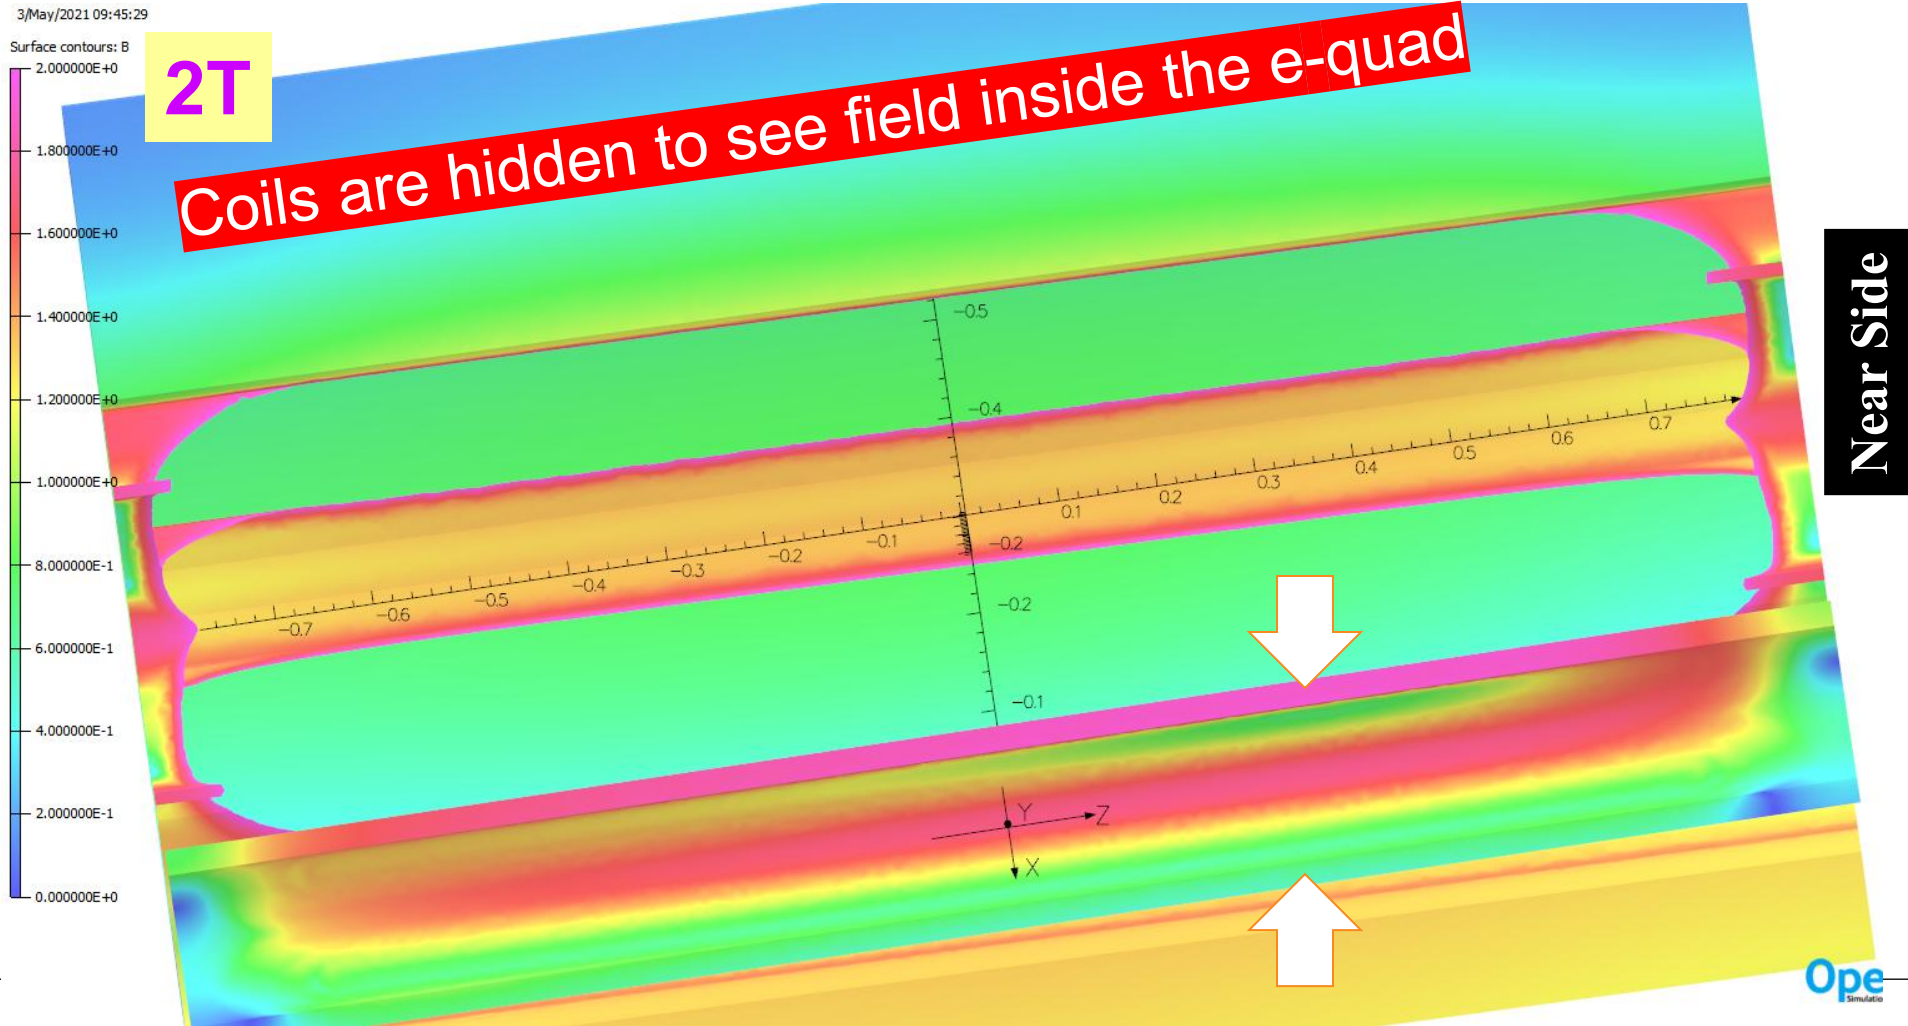 3/May/2021 09:45:29
Surface contours: B
2.000000E+0
1.800000E+0
1.600000E+0
1.400000E+0
1.200000E+0
1.000000E+0
8.000000E-1
6.000000E-1
4.000000E-1
2.000000E-1
0.000000E+0
2T
Coils are hidden to see field inside the e-quad
Near Side
-0.5
-0.4
-0.2
-0.2
-0.1
-0.7
-0.6
-0.5
-0.4
-0.3
-0.2
-0.1
0.1
0.2
0.3
0.4
0.5
0.6
0.7
Y
Z
X
Ope
Simulatio